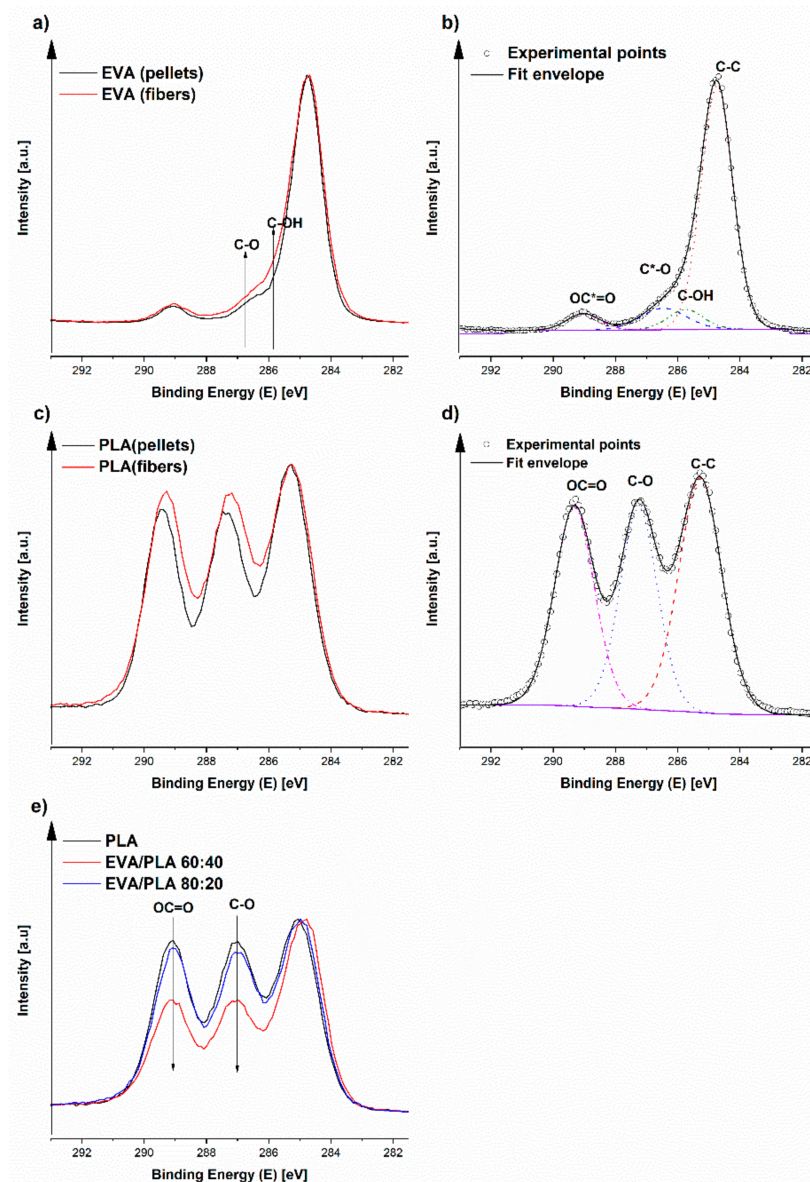 a)
EVA (pellets)
EVA (fibers)
C-O
C-OH
Intensity [a.u.]
292 290 288 286 284 282
Binding Energy (E) [eV]
b)
Experimental points
Fit envelope
C-C
C*-O
OC*=O
C-OH
Intensity [a.u.]
292 290 288 286 284 282
Binding Energy (E) [eV]
c)
PLA(pellets)
PLA(fibers)
Intensity [a.u.]
292 290 288 286 284 282
Binding Energy (E) [eV]
d)
Experimental points
Fit envelope
OC=O
C-O
C-C
Intensity [a.u.]
292 290 288 286 284 282
Binding Energy (E) [eV]
e)
PLA
EVA/PLA 60:40
EVA/PLA 80:20
OC=O
C-O
Intensity [a.u]
292 290 288 286 284 282
Binding Energy (E) [eV]